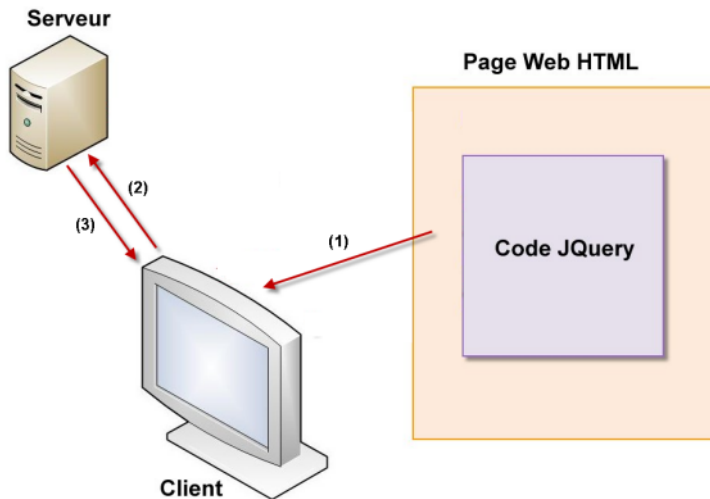 Serveur
Page Web HTML
(2)
(3)
(1)
Code JQuery
Client